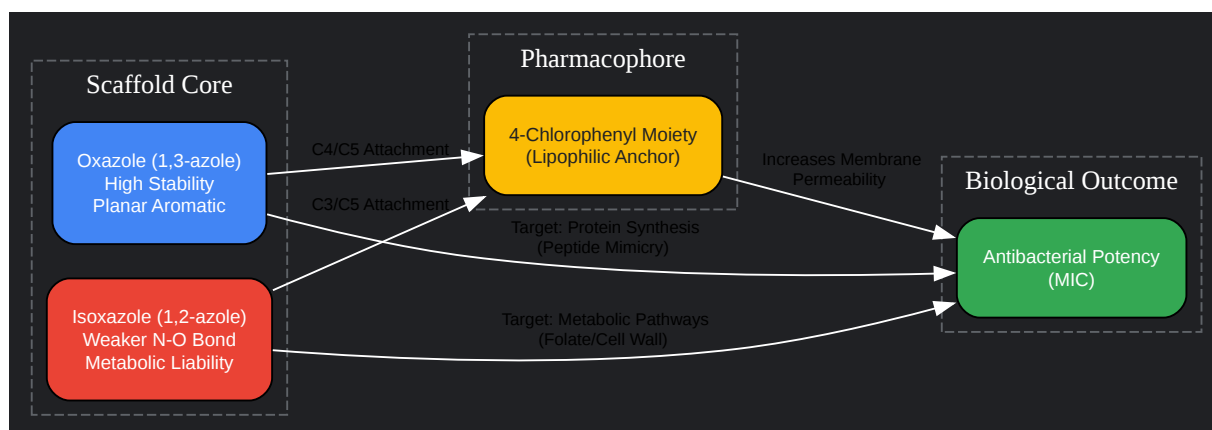 Scaffold Core
Oxazole (1,3-azole)
High Stability
Planar Aromatic
Isoxazole (1,2-azole)
Weaker N-O Bond
Metabolic Liability
C4/C5 Attachment
C3/C5 Attachment
Pharmacophore
4-Chlorophenyl Moiety
(Lipophilic Anchor)
Target: Protein Synthesis
(Peptide Mimicry)
Target: Metabolic Pathways
(Folate/Cell Wall)
Increases Membrane
Permeability
Biological Outcome
Antibacterial Potency
(MIC)